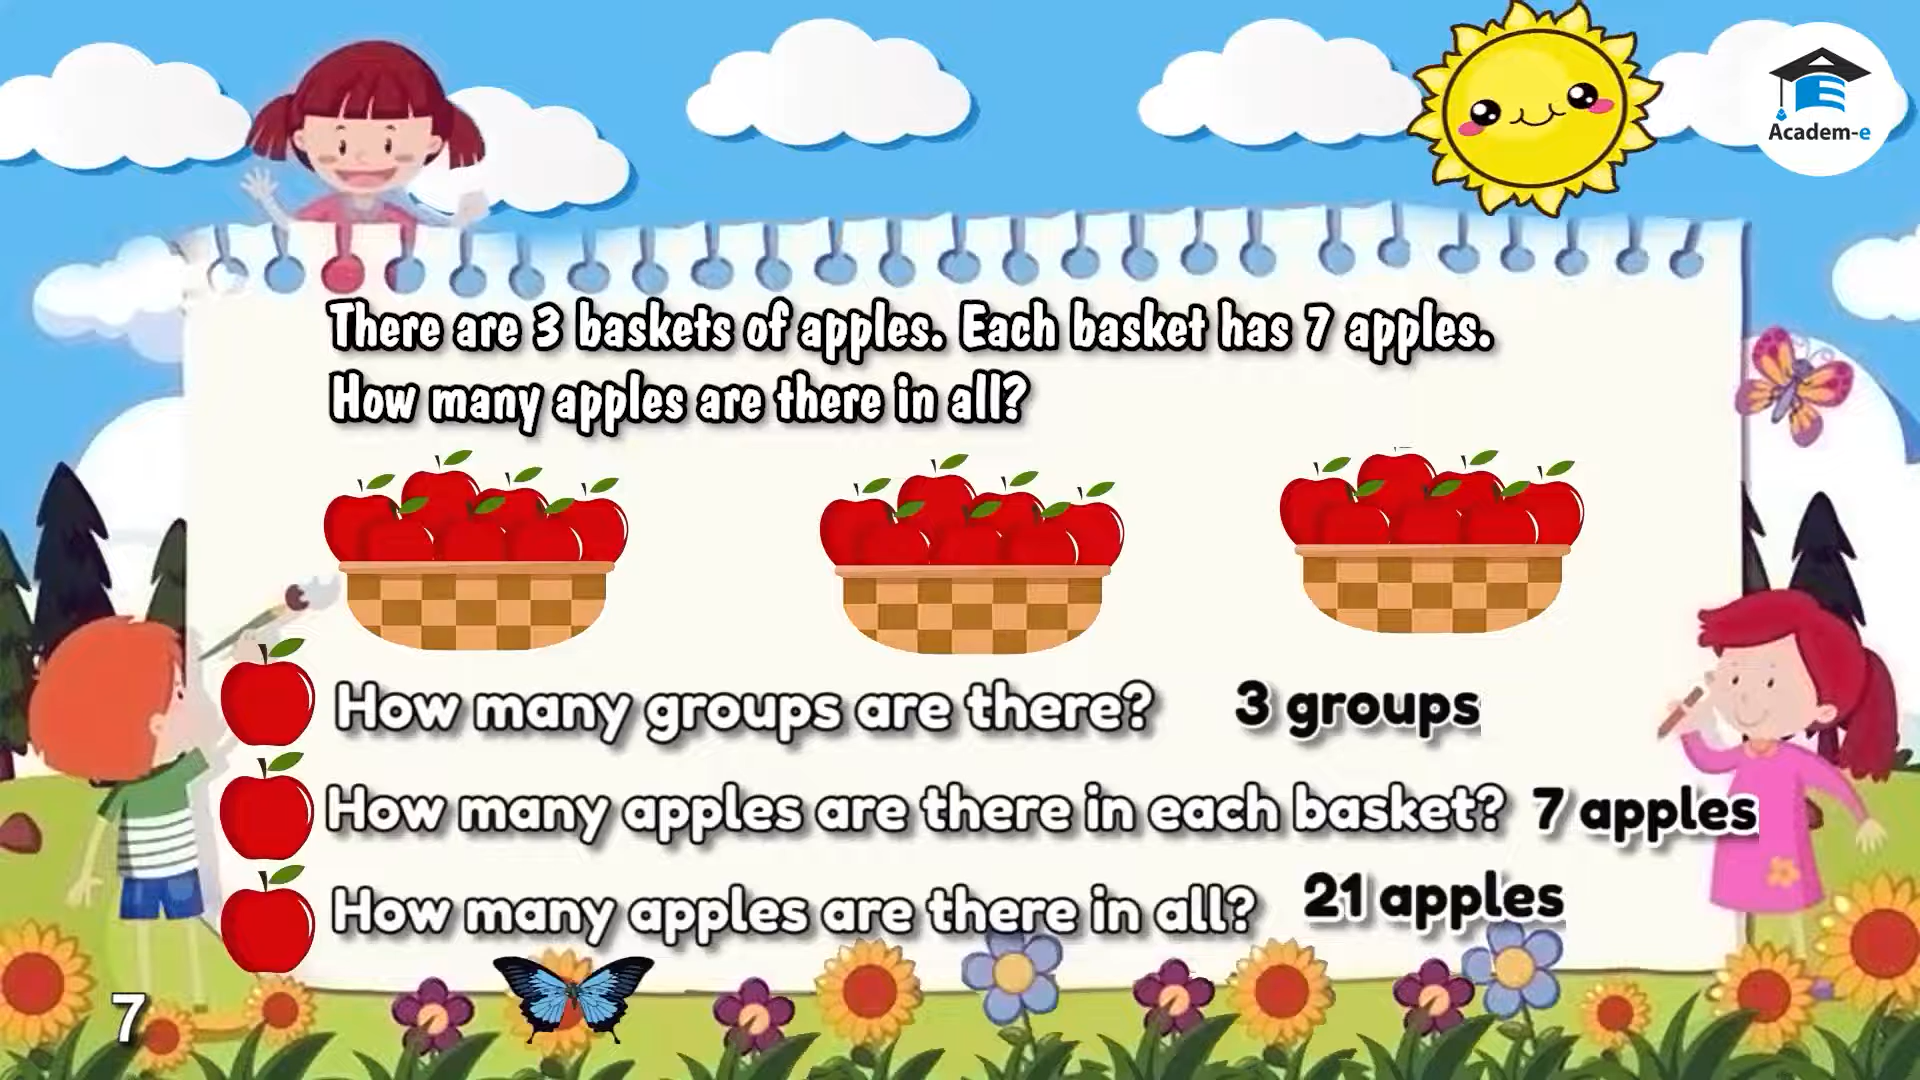 Academ-e
There are 3 baskets of apples. Each basket has 7 apples.
How many apples are there in all?
How many groups are there? 3 groups
How many apples are there in each basket? 7 apples
How many apples are there in all? 21 apples
7